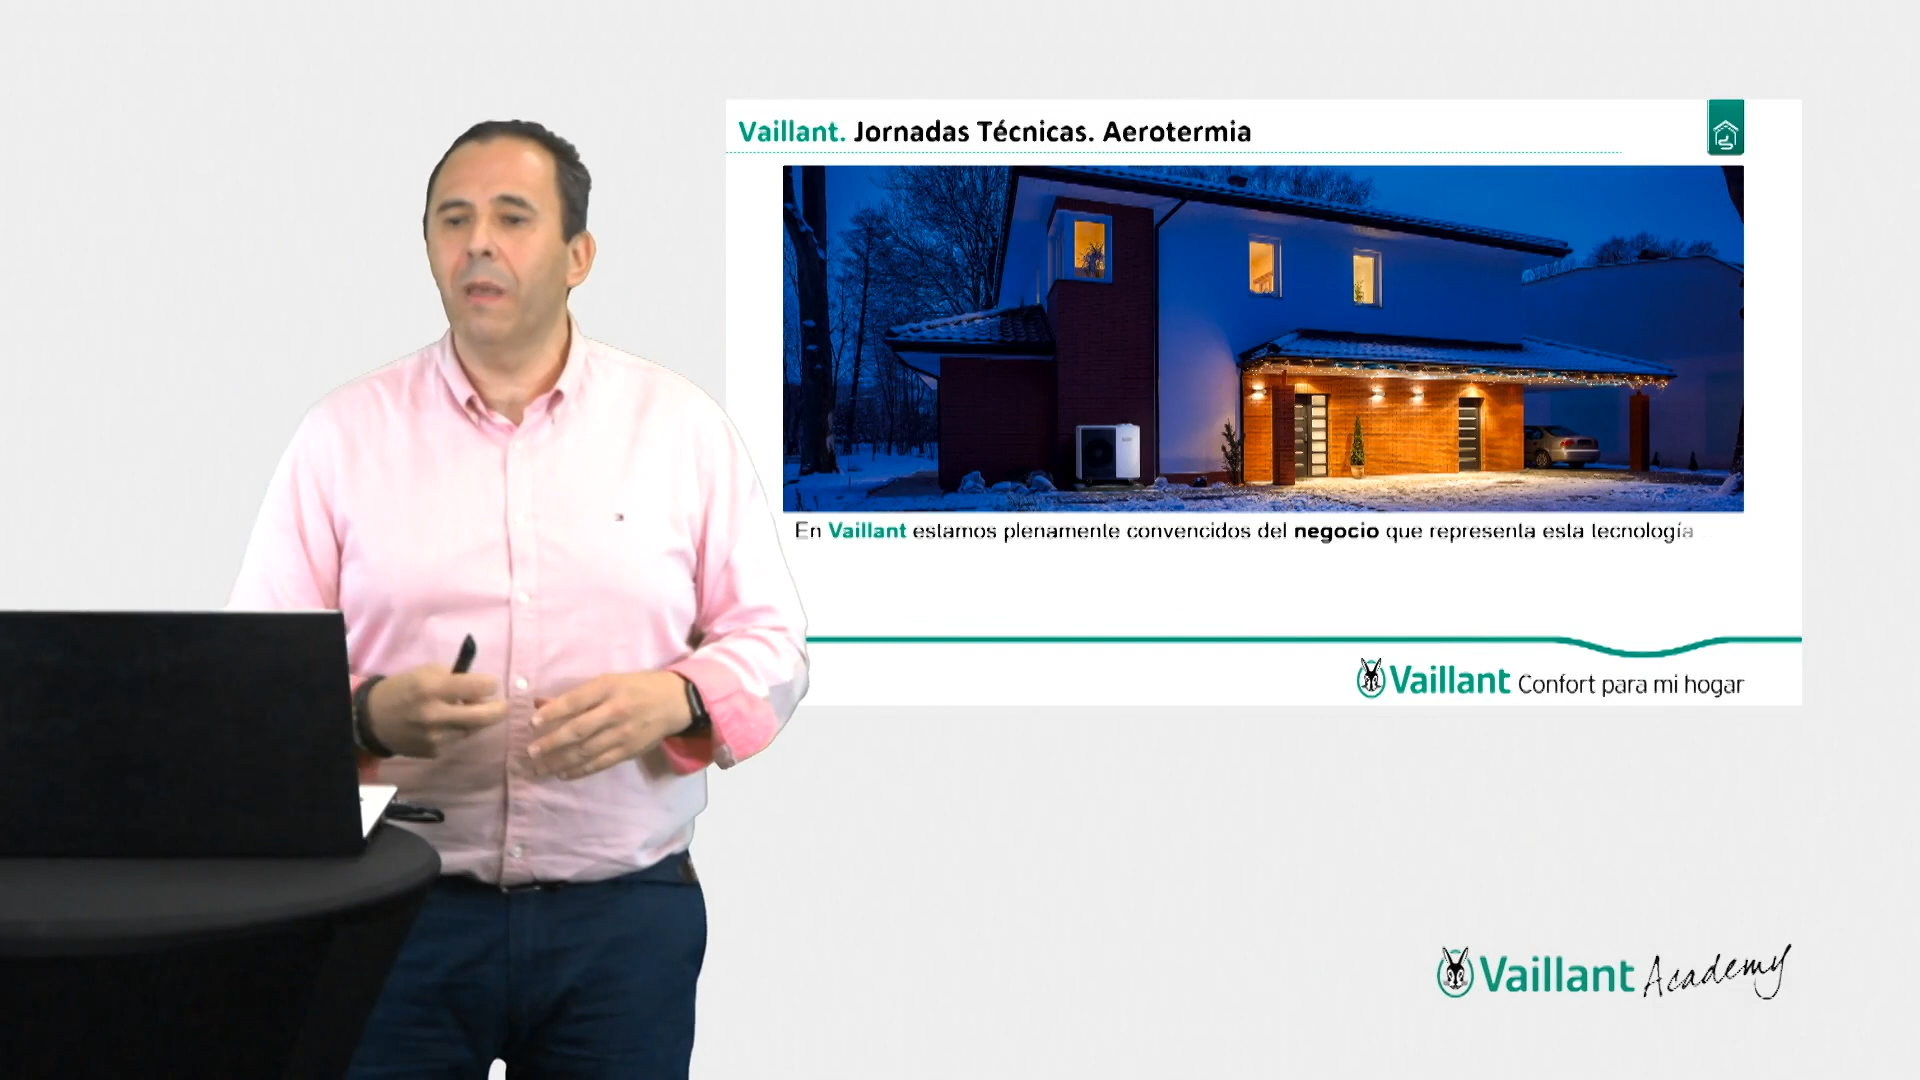 Vaillant. Jornadas Técnicas. Aerotermia
En Vaillant estamos plenamente convencidos del negocio que representa esta tecnología
Vaillant Confort para mi hogar
Vaillant Academy